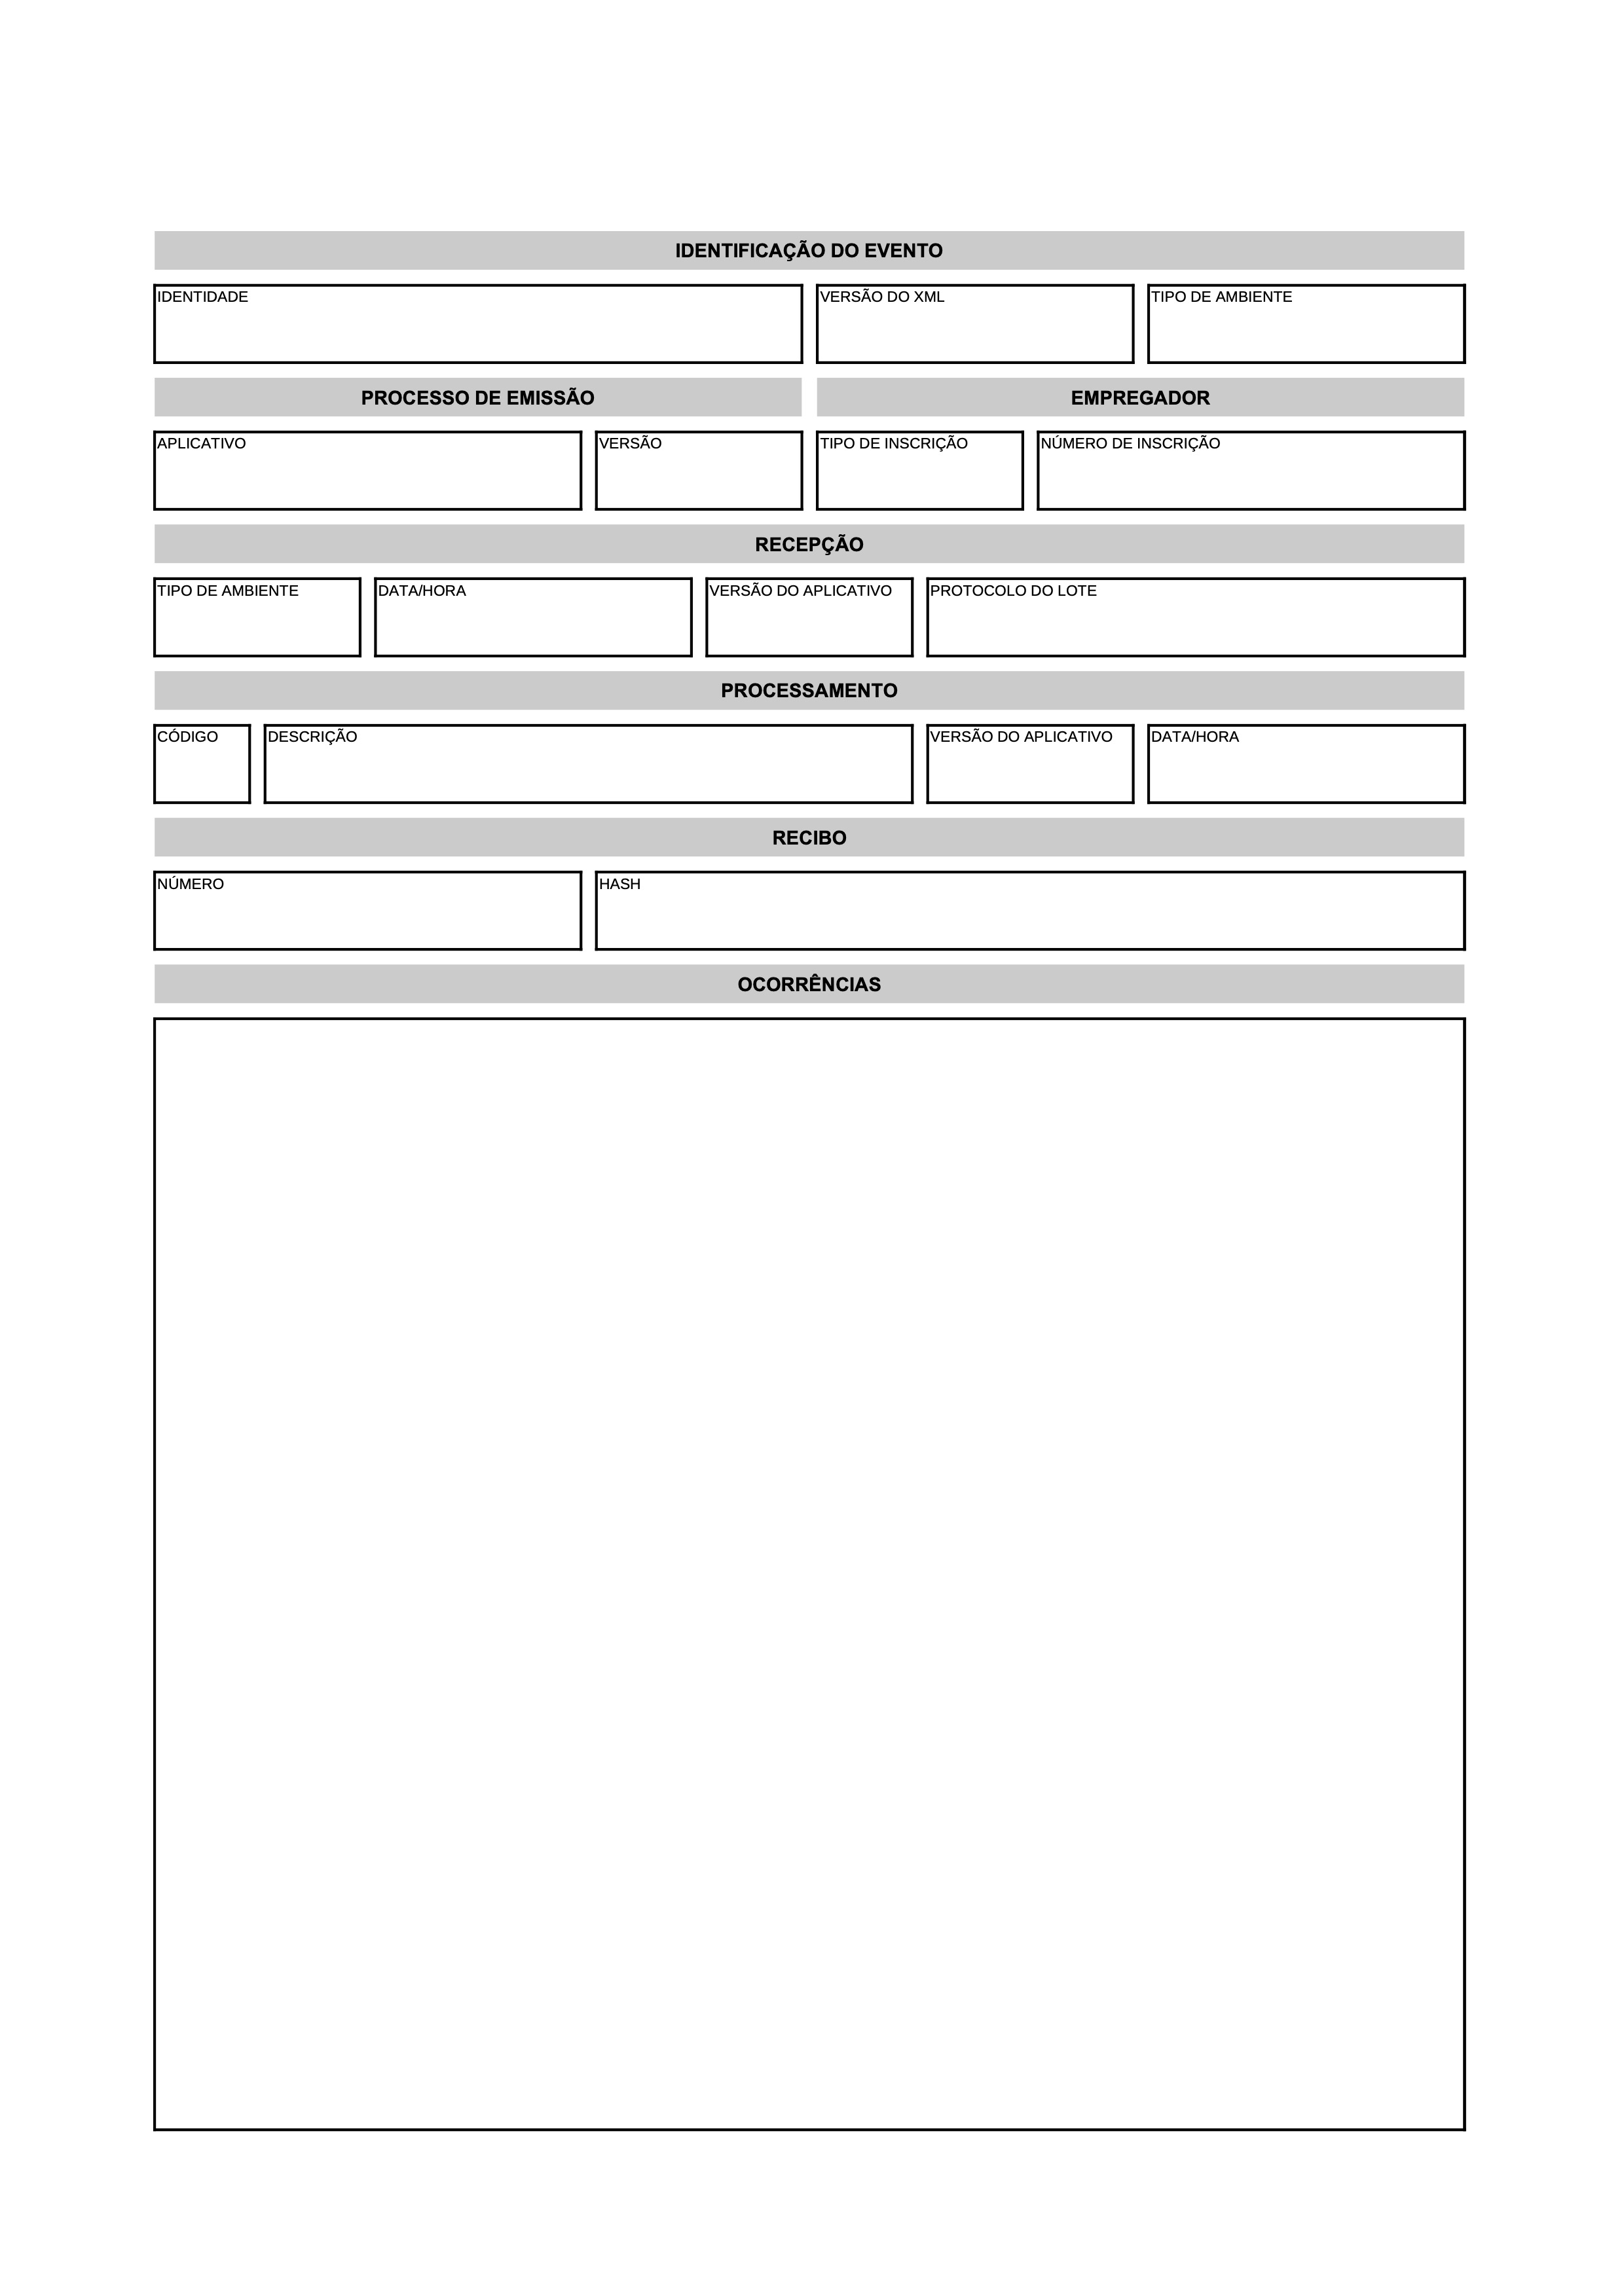 IDENTIFICAÇÃO DO EVENTO
IDENTIDADE
VERSÃO DO XML
TIPO DE AMBIENTE
PROCESSO DE EMISSÃO
EMPREGADOR
APLICATIVO
VERSÃO
TIPO DE INSCRIÇÃO
NÚMERO DE INSCRIÇÃO
RECEPÇÃO
TIPO DE AMBIENTE
DATA/HORA
VERSÃO DO APLICATIVO
PROTOCOLO DO LOTE
PROCESSAMENTO
CÓDIGO
DESCRIÇÃO
VERSÃO DO APLICATIVO
DATA/HORA
RECIBO
NÚMERO
HASH
OCORRÊNCIAS